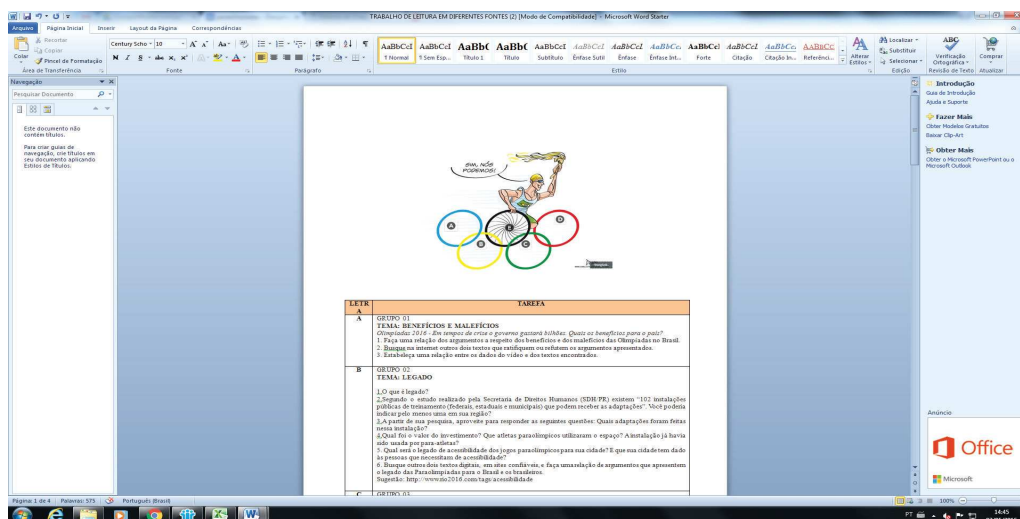 TRABALHO DE LEITURA EM DIFERENTES FONTES (2) [Modo de Compatibilidade] - Microsoft Word Starter
Arquivo Página Inicial Insere Layout da Página Correspondências
Colar
Recortar
Copiar
Pincel de Formatação
Área de Transferência
Century Scho 10
N I S
Fonte
Parágrafo
AaBbCcI AaBbCcI AaBb( AaBb( AaBbCcI AaBbCcI AaBbCcI AaBbCc AaBbCcl AaBbCcI AaBbCc AABBCC
¶ Normal ¶ Sem Esp... Título 1 Título Subtítulo Ênfase Sutil Ênfase Ênfase Int... Forte Citação Citação In... Referênci...
Alterar Estilos
Estilo
Localizar
Substituir
Selecionar
Edição
ABC
Verificação Ortográfica
Revisão de Texto
Comprar
Atualizar
Navegação
Pesquisar Documento
Este documento não
contém títulos.
Para criar guias de
navegação, crie títulos em
seu documento aplicando
Estilos de Títulos.
SIM, NÓS
PODEMOS!
A
B
E
C
D
LETR
A
TAREFA
A
GRUPO 01
TEMA: BENEFÍCIOS E MALEFÍCIOS
Olimpíadas 2016 - Em tempos de crise o governo gastará bilhões. Quais os benefícios para o país?
1. Faça uma relação dos argumentos a respeito dos benefícios e dos malefícios das Olimpíadas no Brasil.
2. Busque na internet outros dois textos que ratifiquem ou refutem os argumentos apresentados.
3. Estabeleça uma relação entre os dados do vídeo e dos textos encontrados.
B
GRUPO 02
TEMA: LEGADO
1.O que é legado?
2.Segundo o estudo realizado pela Secretaria de Direitos Humanos (SDH/PR) existem "102 instalações
públicas de treinamento (federais, estaduais e municipais) que podem receber as adaptações". Você poderia
indicar pelo menos uma em sua região?
3.A partir de sua pesquisa, aproveite para responder as seguintes questões: Quais adaptações foram feitas
nessa instalação?
4.Qual foi o valor do investimento? Que atletas paraolímpicos utilizaram o espaço? A instalação já havia
sido usada por para-atletas?
5. Qual será o legado de acessibilidade dos jogos paraolímpicos para sua cidade? E que sua cidade tem dado
às pessoas que necessitam de acessibilidade?
6. Busque outros dois textos digitais, em sites confiáveis, e faça uma relação de argumentos que apresentem
o legado das Paraolimpíadas para o Brasil e os brasileiros.
Sugestão: http://www.rio2016.com/tags/acessibilidade
C
GRUPO 03
Introdução
Guia de Introdução
Ajuda e Suporte
Fazer Mais
Obter Modelos Gratuitos
Baixar Clip-Art
Obter Mais
Obter o Microsoft PowerPoint ou o
Microsoft Outlook
Anúncio
Office
Microsoft
Página: 1 de 4 Palavras: 575 Português (Brasil) 100%
PT 14:45